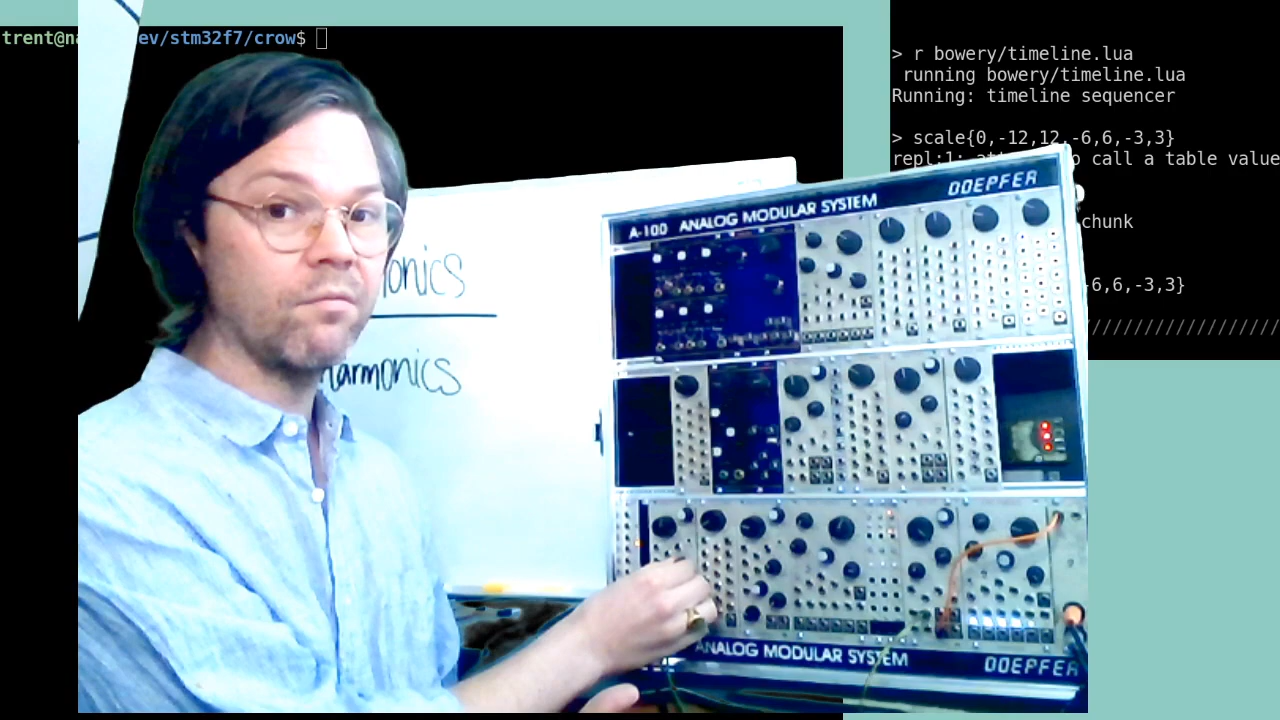 trent@na
ev/stm32f7/crow$
> r bowery/timeline.lua
running bowery/timeline.lua
Running: timeline sequencer
> scale{0,-12,12,-6,6,-3,3}
repl:1:
o call a table value
chunk
-6,6,-3,3}
///////////////////
onics
harmonics
A-100 ANALOG MODULAR SYSTEM
DOEPFER
ANALOG MODULAR SYSTEM
DOEPFER